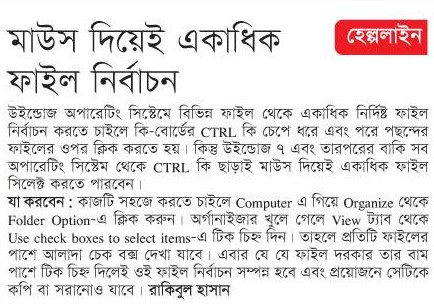 মাউস দিয়েই একাধিক
ফাইল নির্বাচন
হেল্পলাইন
উইন্ডোজ অপারেটিং সিস্টেমে বিভিন্ন ফাইল থেকে একাধিক নির্দিষ্ট ফাইল
নির্বাচন করতে চাইলে কি-বোর্ডের CTRL কি চেপে ধরে এবং পরে পছন্দের
ফাইলের ওপর ক্লিক করতে হয়। কিন্তু উইন্ডোজ ৭ এবং তারপরের বাকি সব
অপারেটিং সিস্টেম থেকে CTRL কি ছাড়াই মাউস দিয়েই একাধিক ফাইল
সিলেক্ট করতে পারবেন।
যা করবেন : কাজটি সহজে করতে চাইলে Computer এ গিয়ে Organize থেকে
Folder Option-এ ক্লিক করুন। অর্গানাইজার খুলে গেলে View ট্যাব থেকে
Use check boxes to select items-এ টিক চিহ্ন দিন। তাহলে প্রতিটি ফাইলের
পাশে আলাদা চেক বক্স দেখা যাবে। এবার যে যে ফাইল দরকার তার বাম
পাশে টিক চিহ্ন দিলেই ওই ফাইল নির্বাচন সম্পন্ন হবে এবং প্রয়োজনে সেটিকে
কপি বা সরানোও যাবে। রাকিবুল হাসান